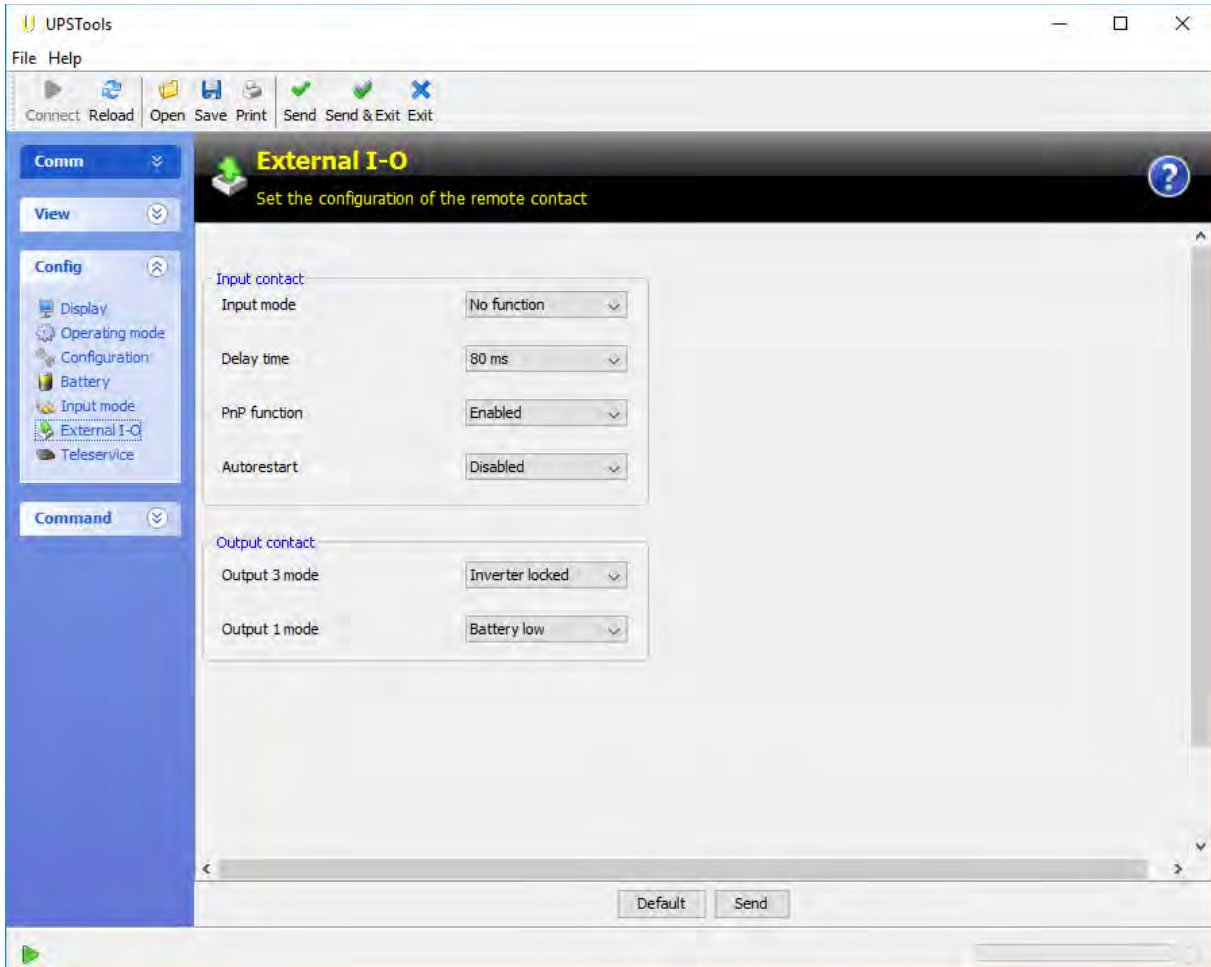 UPSTools
File Help
Connect Reload Open Save Print Send Send & Exit Exit
Comm
View
Config
Display
Operating mode
Configuration
Battery
Input mode
External I-O
Teleservice
Command
External I-O
Set the configuration of the remote contact
?
Input contact
Input mode No function
Delay time 80 ms
PnP function Enabled
Autorestart Disabled
Output contact
Output 3 mode Inverter locked
Output 1 mode Battery low
Default Send